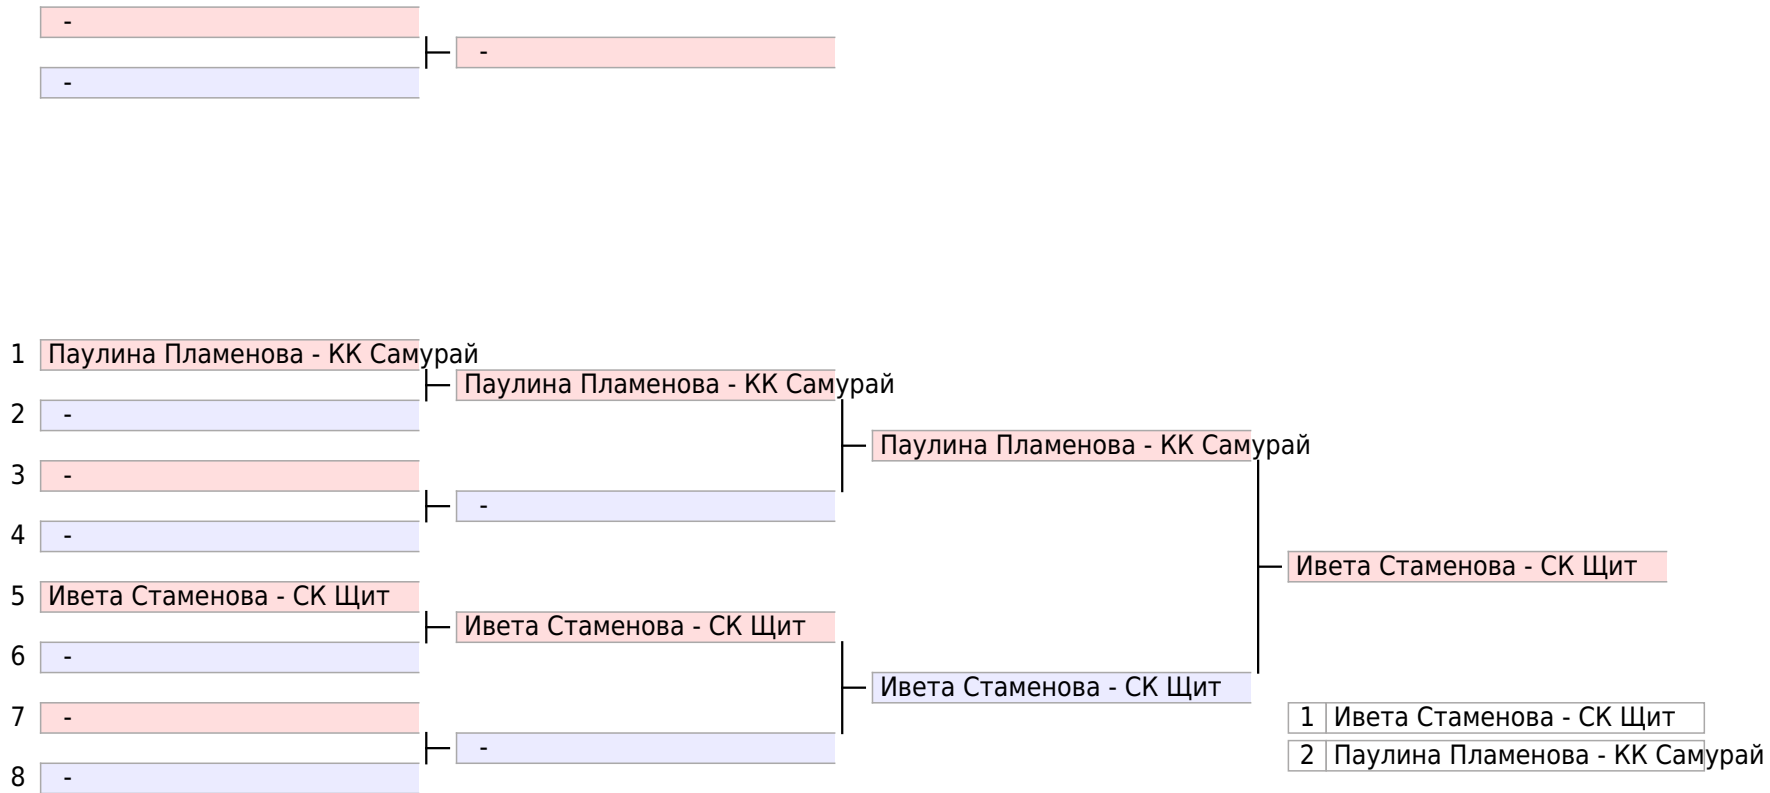 -
-
-
1 Паулина Пламенова - КК Самурай
Паулина Пламенова - КК Самурай
2 -
Паулина Пламенова - КК Самурай
3 -
-
4 -
Ивета Стаменова - СК Щит
5 Ивета Стаменова - СК Щит
Ивета Стаменова - СК Щит
6 -
Ивета Стаменова - СК Щит
7 -
1 Ивета Стаменова - СК Щит
-
2 Паулина Пламенова - КК Самурай
8 -